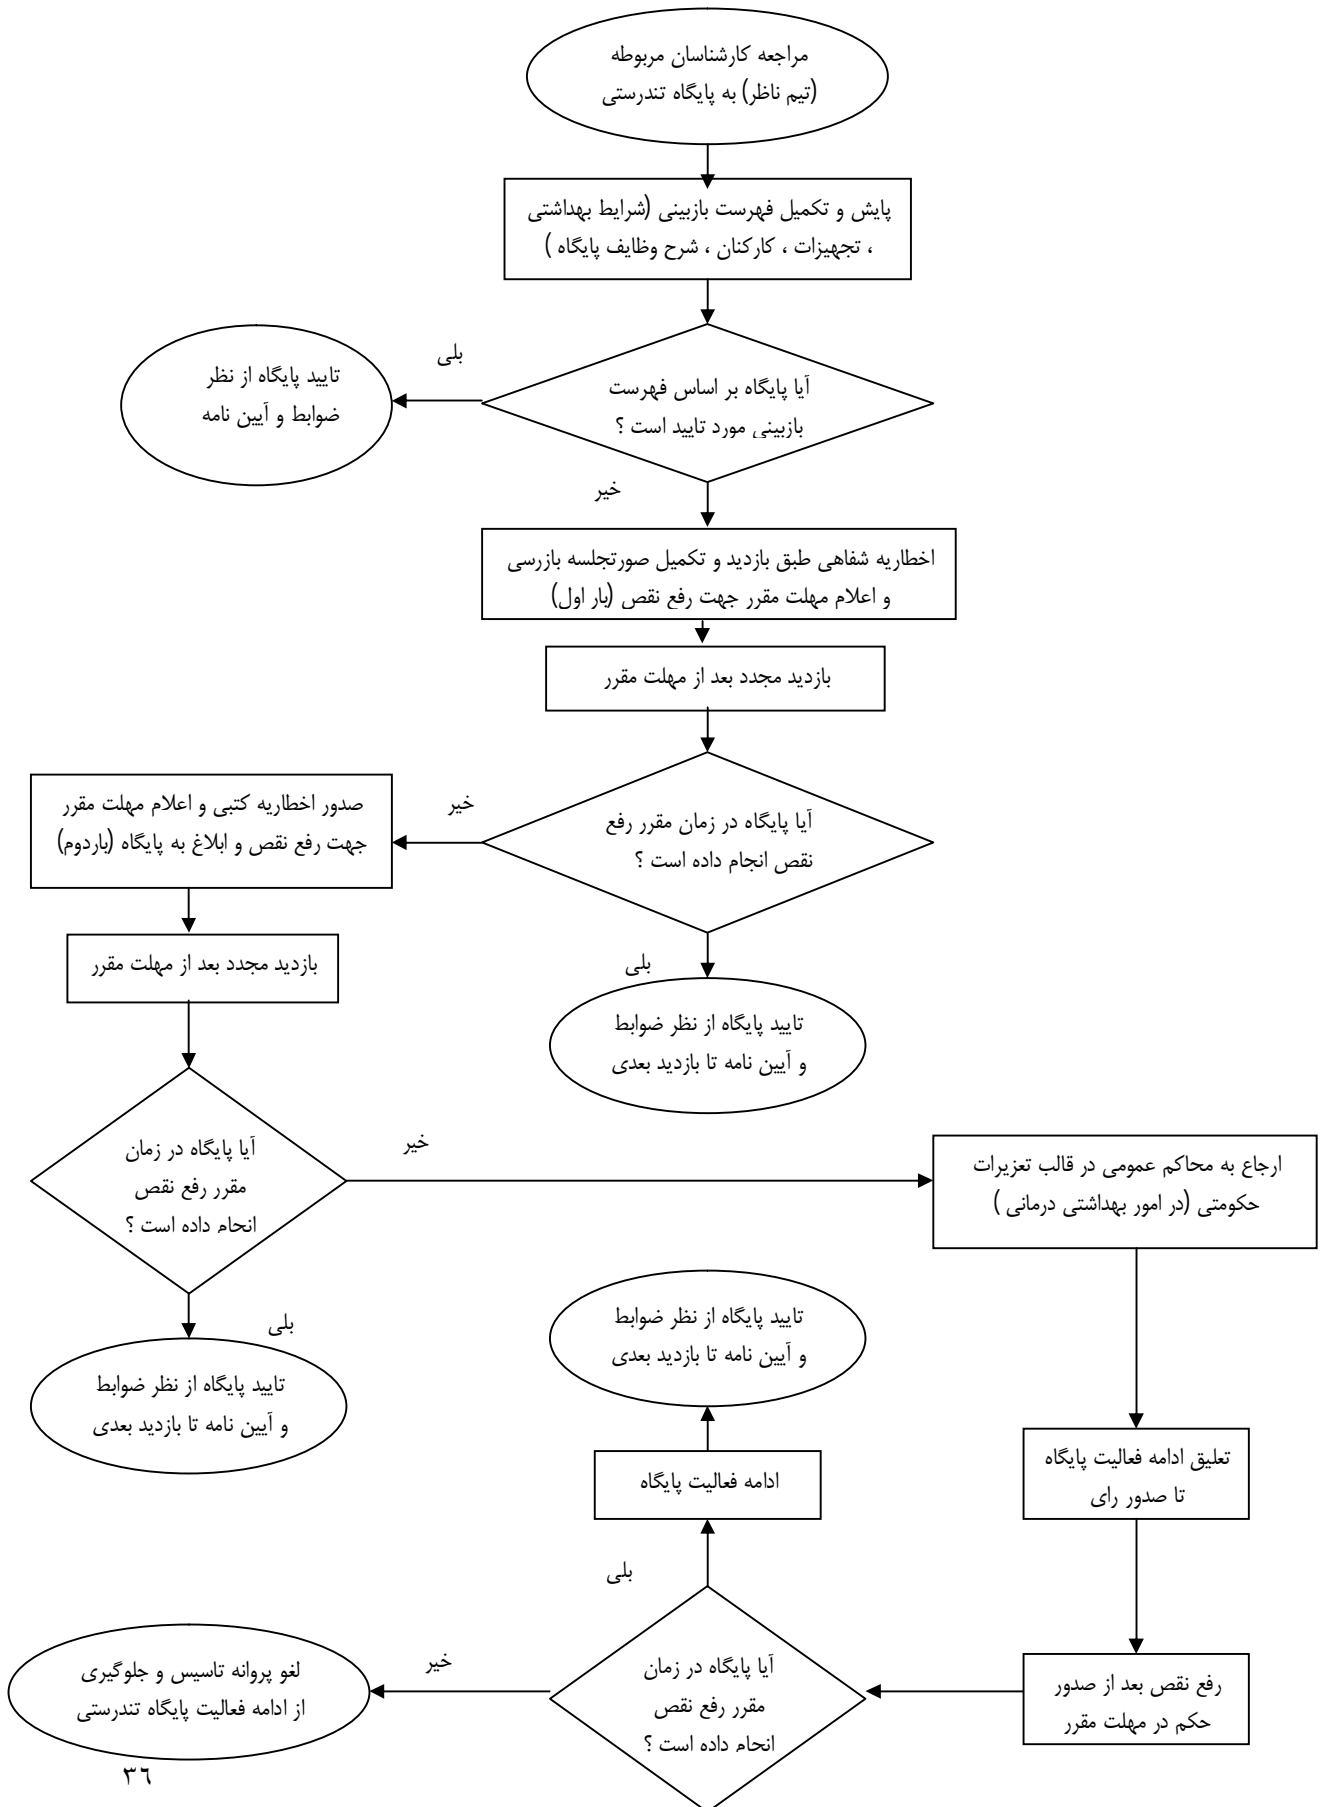 مراجعه کارشناسان مربوطه
(تیم ناظر) به پایگاه تندرستی
پایش و تکمیل فهرست بازبینی (شرایط بهداشتی
، تجهیزات ، کارکنان ، شرح وظایف پایگاه )
آیا پایگاه بر اساس فهرست
بازبینی مورد تایید است ؟
بلی
تایید پایگاه از نظر
ضوابط و آیین نامه
خیر
اخطاریه شفاهی طبق بازدید و تکمیل صورتجلسه بازرسی
و اعلام مهلت مقرر جهت رفع نقص (بار اول)
بازدید مجدد بعد از مهلت مقرر
آیا پایگاه در زمان مقرر رفع
نقص انجام داده است ؟
خیر
صدور اخطاریه کتبی و اعلام مهلت مقرر
جهت رفع نقص و ابلاغ به پایگاه (باردوم)
بلی
تایید پایگاه از نظر ضوابط
و آیین نامه تا بازدید بعدی
بازدید مجدد بعد از مهلت مقرر
آیا پایگاه در زمان
مقرر رفع نقص
انجام داده است ؟
خیر
ارجاع به محاکم عمومی در قالب تعزیرات
حکومتی (در امور بهداشتی درمانی )
بلی
تایید پایگاه از نظر ضوابط
و آیین نامه تا بازدید بعدی
تایید پایگاه از نظر ضوابط
و آیین نامه تا بازدید بعدی
تعلیق ادامه فعالیت پایگاه
تا صدور رای
ادامه فعالیت پایگاه
بلی
رفع نقص بعد از صدور
حکم در مهلت مقرر
آیا پایگاه در زمان
مقرر رفع نقص
انجام داده است ؟
خیر
لغو پروانه تاسیس و جلوگیری
از ادامه فعالیت پایگاه تندرستی
٣٦